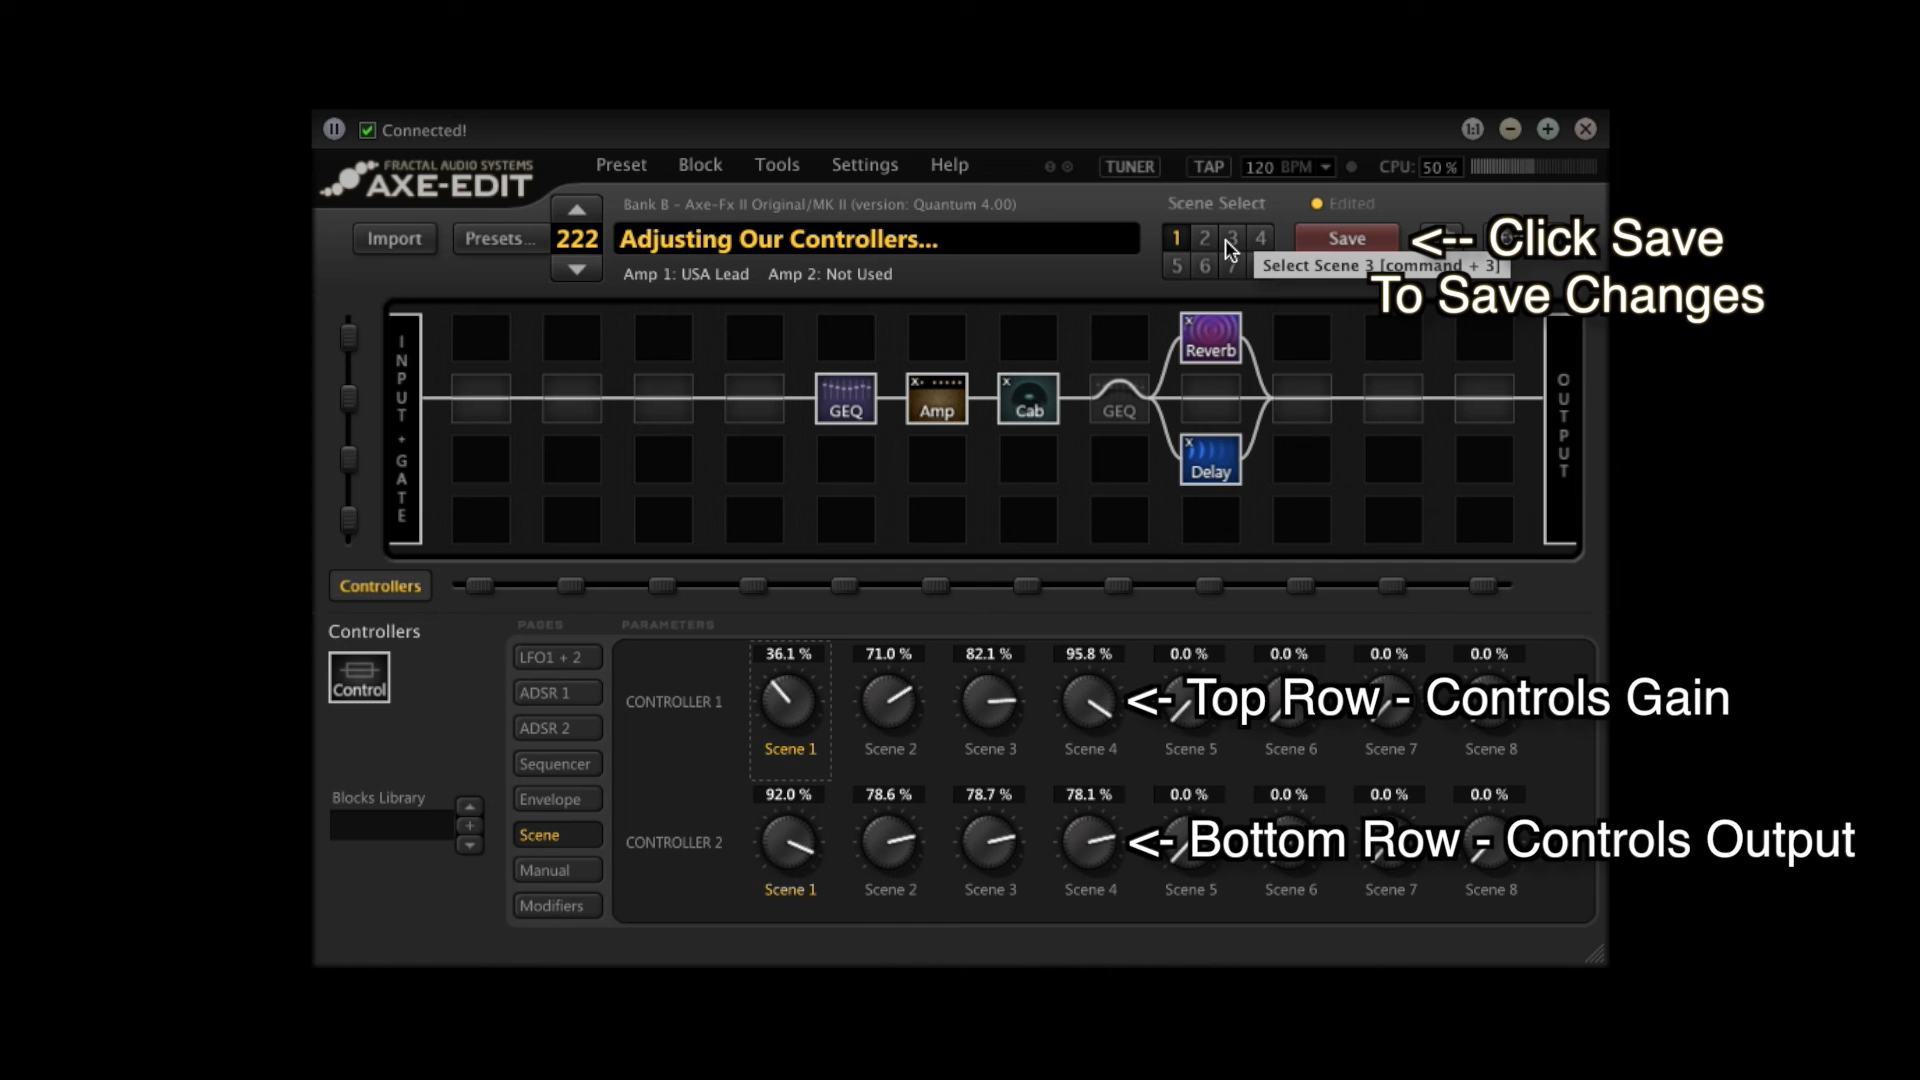 Connected!
1:1
FRACTAL AUDIO SYSTEMS
AXE-EDIT
Preset Block Tools Settings Help
TUNER TAP 120 BPM CPU: 50 %
Bank B - Axe-Fx II Original/MK II (version: Quantum 4.00)
Scene Select Edited
Import Presets... 222 Adjusting Our Controllers...
1 2 3 4 Save
<-- Click Save
To Save Changes
Amp 1: USA Lead Amp 2: Not Used
5 6 7 Select Scene 3 [command + 3]
INPUT + GATE
OUTPUT
Reverb
GEQ Amp Cab GEQ
Delay
Controllers
Controllers
Control
Blocks Library
PAGES PARAMETERS
LFO1 + 2
ADSR 1
ADSR 2
Sequencer
Envelope
Scene
Manual
Modifiers
36.1 % 71.0 % 82.1 % 95.8 % 0.0 % 0.0 % 0.0 % 0.0 %
CONTROLLER 1
<- Top Row - Controls Gain
Scene 1 Scene 2 Scene 3 Scene 4 Scene 5 Scene 6 Scene 7 Scene 8
92.0 % 78.6 % 78.7 % 78.1 % 0.0 % 0.0 % 0.0 % 0.0 %
CONTROLLER 2
<- Bottom Row - Controls Output
Scene 1 Scene 2 Scene 3 Scene 4 Scene 5 Scene 6 Scene 7 Scene 8